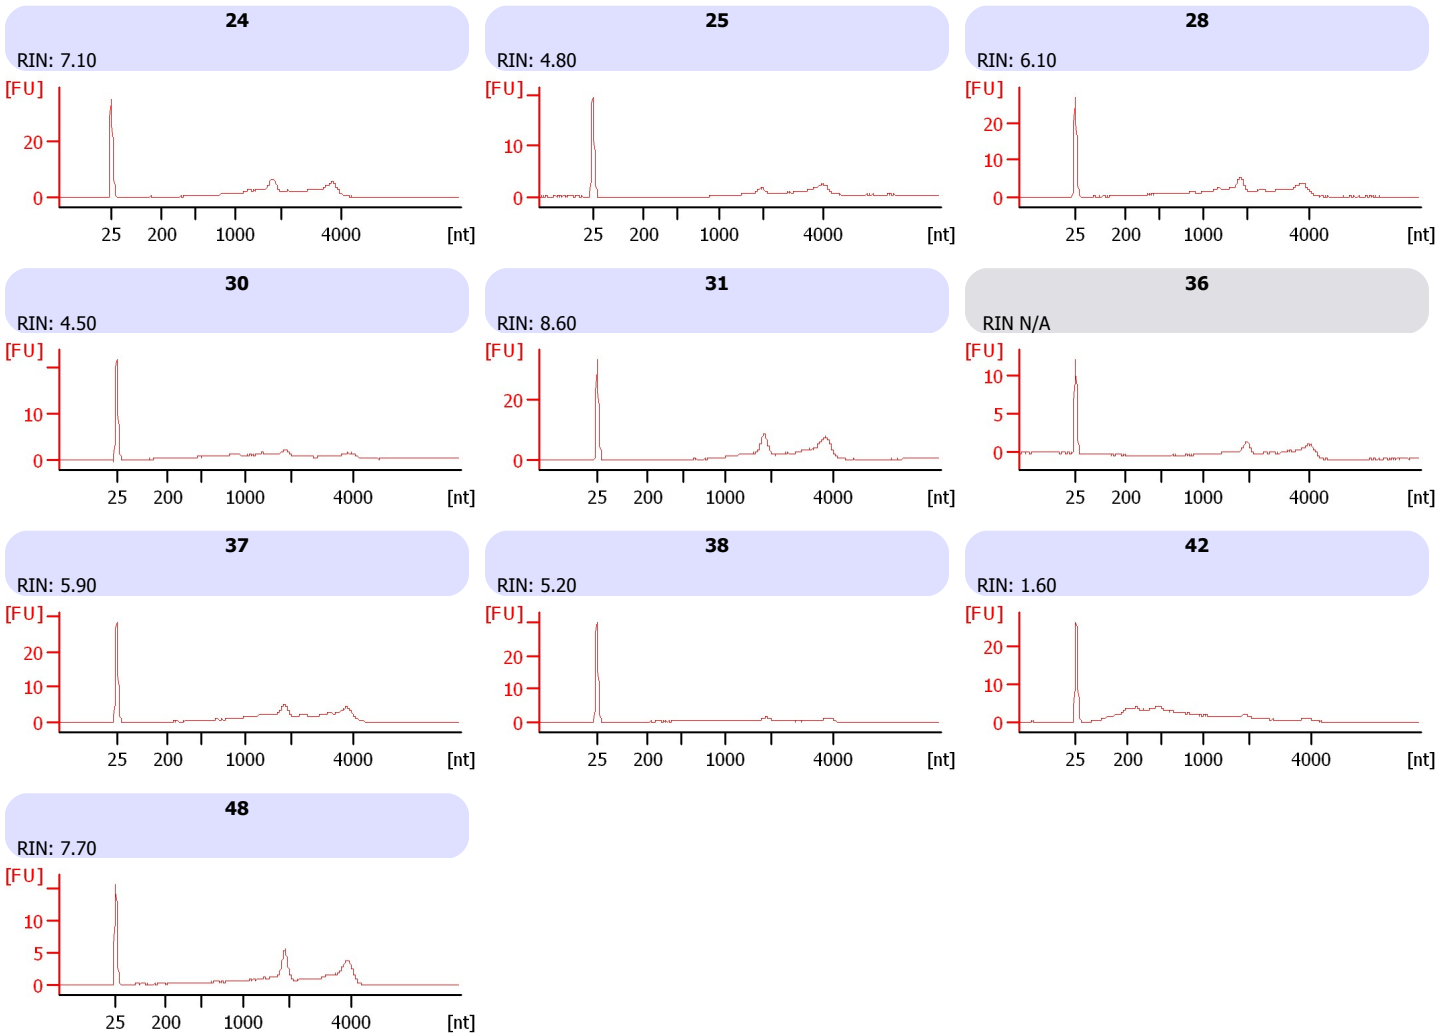 24
RIN: 7.10
[FU]
20
0
25 200 1000 4000 [nt]
25
RIN: 4.80
[FU]
10
0
25 200 1000 4000 [nt]
28
RIN: 6.10
[FU]
20
10
0
25 200 1000 4000 [nt]
30
RIN: 4.50
[FU]
10
0
25 200 1000 4000 [nt]
31
RIN: 8.60
[FU]
20
0
25 200 1000 4000 [nt]
36
RIN N/A
[FU]
10
5
0
25 200 1000 4000 [nt]
37
RIN: 5.90
[FU]
20
10
0
25 200 1000 4000 [nt]
38
RIN: 5.20
[FU]
20
10
0
25 200 1000 4000 [nt]
42
RIN: 1.60
[FU]
20
10
0
25 200 1000 4000 [nt]
48
RIN: 7.70
[FU]
10
5
0
25 200 1000 4000 [nt]